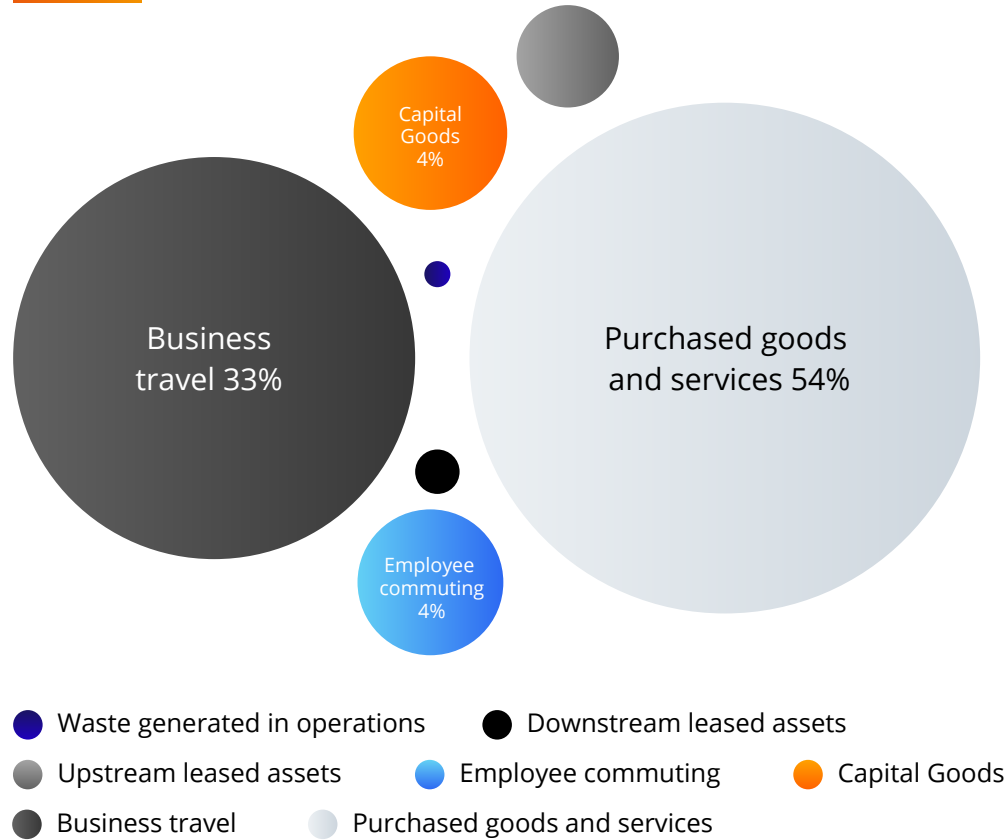 Capital
Goods
4%
Business
travel 33%
Purchased goods
and services 54%
Employee
commuting
4%
Waste generated in operations
Downstream leased assets
Upstream leased assets
Employee commuting
Capital Goods
Business travel
Purchased goods and services